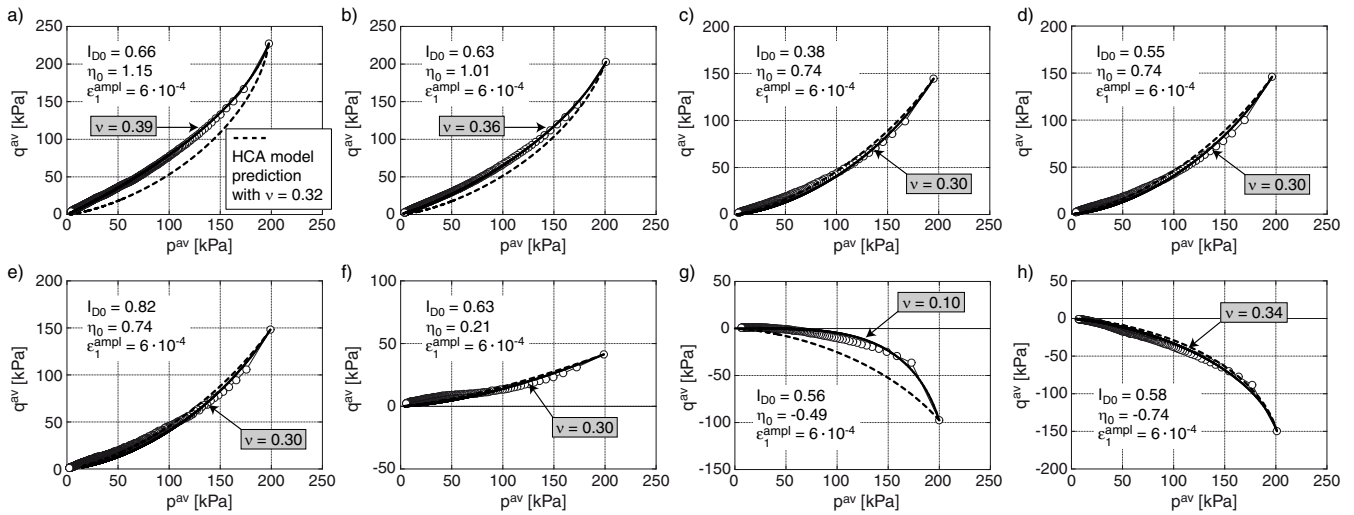 a)
250
200
150
100
50
0
q^av [kPa]
I_D0 = 0.66
η_0 = 1.15
ε_1^ampl = 6·10^-4
ν = 0.39
HCA model
prediction
with ν = 0.32
0 50 100 150 200 250
p^av [kPa]
b)
250
200
150
100
50
0
q^av [kPa]
I_D0 = 0.63
η_0 = 1.01
ε_1^ampl = 6·10^-4
ν = 0.36
0 50 100 150 200 250
p^av [kPa]
c)
200
150
100
50
0
q^av [kPa]
I_D0 = 0.38
η_0 = 0.74
ε_1^ampl = 6·10^-4
ν = 0.30
0 50 100 150 200 250
p^av [kPa]
d)
200
150
100
50
0
q^av [kPa]
I_D0 = 0.55
η_0 = 0.74
ε_1^ampl = 6·10^-4
ν = 0.30
0 50 100 150 200 250
p^av [kPa]
e)
200
150
100
50
0
q^av [kPa]
I_D0 = 0.82
η_0 = 0.74
ε_1^ampl = 6·10^-4
ν = 0.30
0 50 100 150 200 250
p^av [kPa]
f)
100
50
0
-50
q^av [kPa]
I_D0 = 0.63
η_0 = 0.21
ε_1^ampl = 6·10^-4
ν = 0.30
0 50 100 150 200 250
p^av [kPa]
g)
50
0
-50
-100
-150
q^av [kPa]
ν = 0.10
I_D0 = 0.56
η_0 = -0.49
ε_1^ampl = 6·10^-4
0 50 100 150 200 250
p^av [kPa]
h)
50
0
-50
-100
-150
-200
q^av [kPa]
ν = 0.34
I_D0 = 0.58
η_0 = -0.74
ε_1^ampl = 6·10^-4
0 50 100 150 200 250
p^av [kPa]